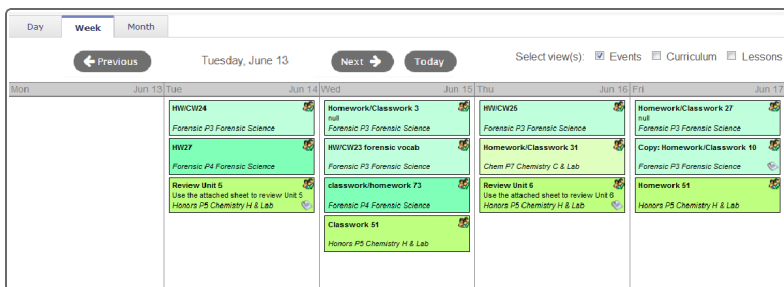 Day Week Month
Previous Tuesday, June 13 Next Today Select view(s): Events Curriculum Lessons
Mon Jun 13 Tue Jun 14 Wed Jun 15 Thu Jun 16 Fri Jun 17
HW/CW24
Forensic P3 Forensic Science
HW27
Forensic P4 Forensic Science
Review Unit 5
Use the attached sheet to review Unit 5
Honors P5 Chemistry H & Lab
Homework/Classwork 3
null
Forensic P3 Forensic Science
HW/CW23 forensic vocab
Forensic P3 Forensic Science
classwork/homework 73
Forensic P4 Forensic Science
Classwork 51
Honors P5 Chemistry H & Lab
HW/CW25
Forensic P3 Forensic Science
Homework/Classwork 31
Chem P7 Chemistry C & Lab
Review Unit 6
Use the attached sheet to review Unit 6
Honors P5 Chemistry H & Lab
Homework/Classwork 27
null
Forensic P3 Forensic Science
Copy: Homework/Classwork 10
Forensic P3 Forensic Science
Homework 51
Honors P5 Chemistry H & Lab